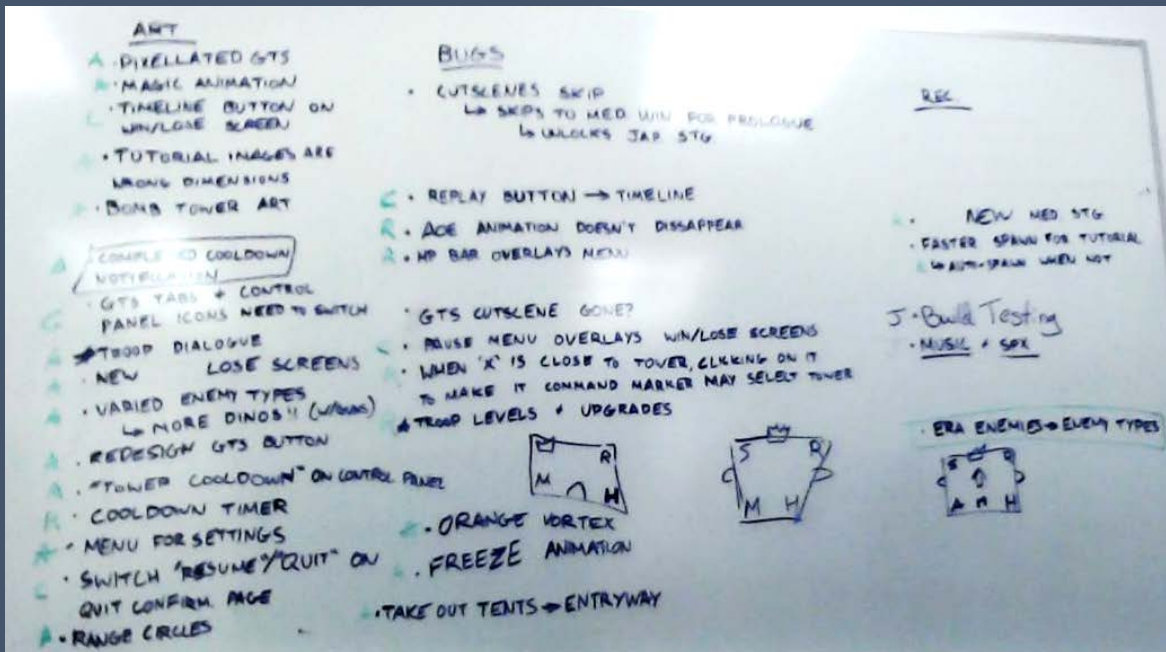 ART
A • PIXELLATED GTS
A • MAGIC ANIMATION
L • TIMELINE BUTTON ON
WIN/LOSE SCREEN
• TUTORIAL IMAGES ARE
WRONG DIMENSIONS
• BOMB TOWER ART
COOLDOWN
NOTIFICATION
• GTS TABS + CONTROL
PANEL ICONS NEED TO SWITCH
TROOP DIALOGUE
• NEW LOSE SCREENS
• VARIED ENEMY TYPES
↳ MORE DINOS!! (W/GUNS)
• REDESIGN GTS BUTTON
A • "TOWER COOLDOWN" ON CONTROL PANEL
• COOLDOWN TIMER
• MENU FOR SETTINGS
L • SWITCH "RESUME"/"QUIT" ON
QUIT CONFIRM. PAGE
A • RANGE CIRCLES
BUGS
• CUTSCENES SKIP
↳ SKIPS TO MED WIN FOR PROLOGUE
↳ UNLOCKS JAP STG
C • REPLAY BUTTON → TIMELINE
R • AOE ANIMATION DOESN'T DISSAPPEAR
• HP BAR OVERLAYS MENU
• GTS CUTSCENE GONE?
• PAUSE MENU OVERLAYS WIN/LOSE SCREENS
• WHEN 'X' IS CLOSE TO TOWER, CLICKING ON IT
TO MAKE IT COMMAND MARKER MAY SELECT TOWER
TROOP LEVELS + UPGRADES
R
M H
S R
M H
• ORANGE VORTEX
• FREEZE ANIMATION
• TAKE OUT TENTS → ENTRYWAY
REC.
• NEW MED STG
• FASTER SPAWN FOR TUTORIAL
↳ AUTO-SPAWN WHEN NOT
J • Build Testing
• MUSIC + SFX
• ERA ENEMIES → ENEMY TYPES
S R
A M H